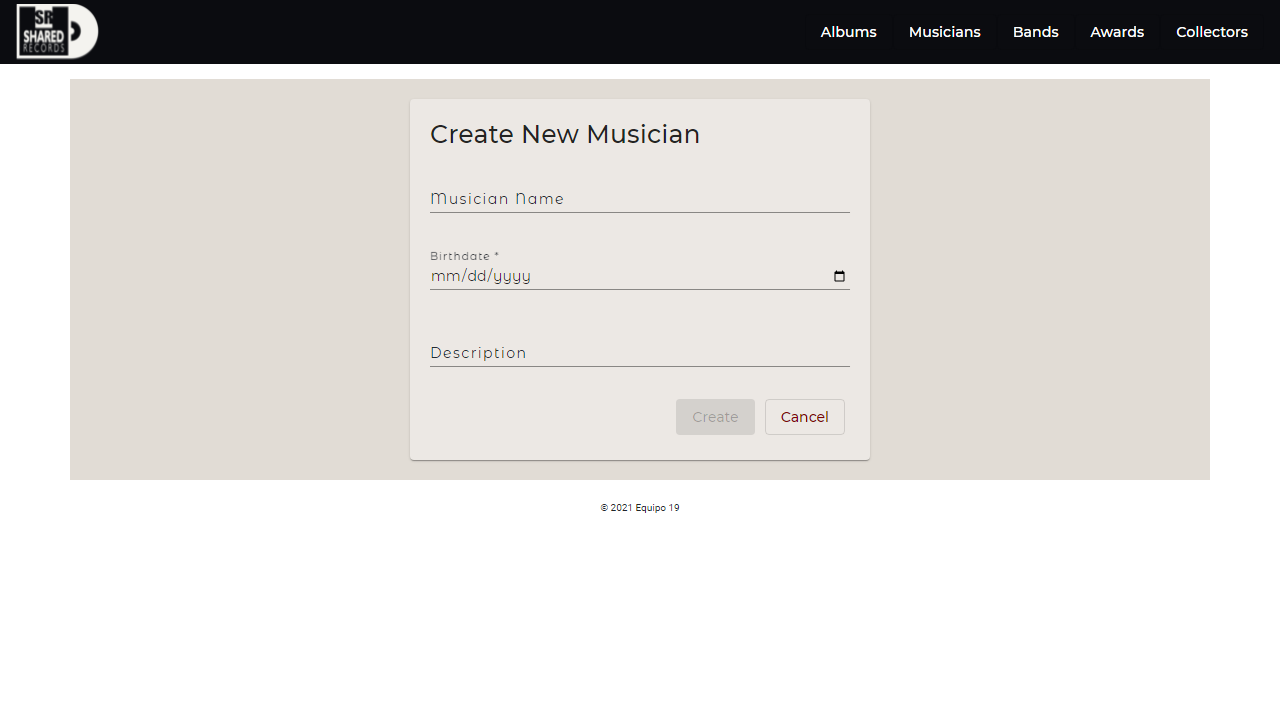 SR
SHARED
RECORDS
Albums Musicians Bands Awards Collectors
Create New Musician
Musician Name
Birthdate *
mm/dd/yyyy
Description
Create Cancel
© 2021 Equipo 19